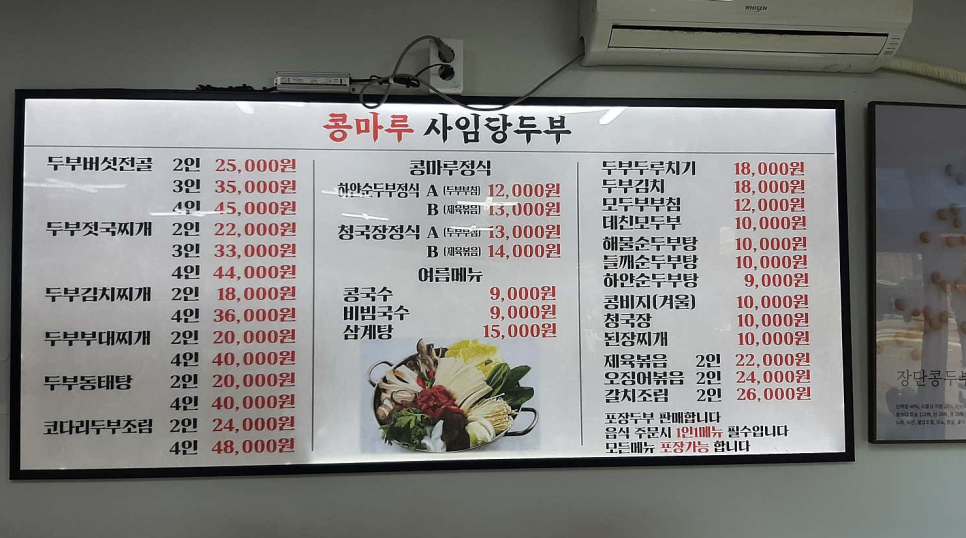 WHISEN
콩마루 사임당두부
두부버섯전골 2인 25,000원
3인 35,000원
4인 45,000원
두부젓국찌개 2인 22,000원
3인 33,000원
4인 44,000원
두부김치찌개 2인 18,000원
4인 36,000원
두부부대찌개 2인 20,000원
4인 40,000원
두부동태탕 2인 20,000원
4인 40,000원
코다리두부조림 2인 24,000원
4인 48,000원
콩마루정식
하얀순두부정식 A (두부부침) 12,000원
B (제육볶음) 13,000원
청국장정식 A (두부부침) 13,000원
B (제육볶음) 14,000원
여름메뉴
콩국수 9,000원
비빔국수 9,000원
삼계탕 15,000원
두부두루치기 18,000원
두부김치 18,000원
모두부부침 12,000원
데친모두부 10,000원
해물순두부탕 10,000원
들깨순두부탕 10,000원
하얀순두부탕 9,000원
콩비지(겨울) 10,000원
청국장 10,000원
된장찌개 10,000원
제육볶음 2인 22,000원
오징어볶음 2인 24,000원
갈치조림 2인 26,000원
포장두부 판매합니다
음식 주문시 1인1메뉴 필수입니다
모든메뉴 포장가능 합니다
장단콩두부